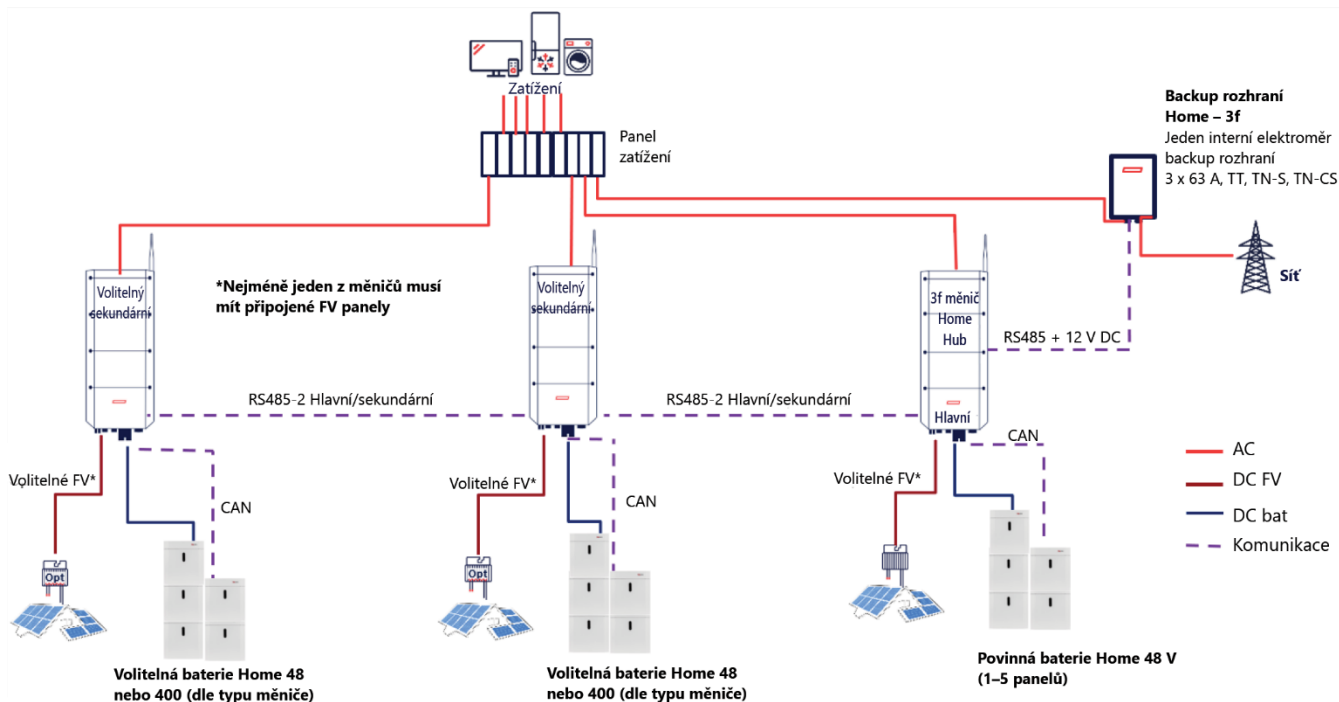 Zatížení
Panel
zatížení
Backup rozhraní
Home – 3f
Jeden interní elektroměr
backup rozhraní
3 x 63 A, TT, TN-S, TN-CS
Síť
Volitelný
sekundární
*Nejméně jeden z měničů musí
mít připojené FV panely
Volitelný
sekundární
3f měnič
Home
Hub
Hlavní
RS485 + 12 V DC
RS485-2 Hlavní/sekundární
RS485-2 Hlavní/sekundární
Volitelné FV*
CAN
Volitelné FV*
CAN
Volitelné FV*
CAN
AC
DC FV
DC bat
Komunikace
Opt
Opt
Volitelná baterie Home 48
nebo 400 (dle typu měniče)
Volitelná baterie Home 48
nebo 400 (dle typu měniče)
Povinná baterie Home 48 V
(1–5 panelů)